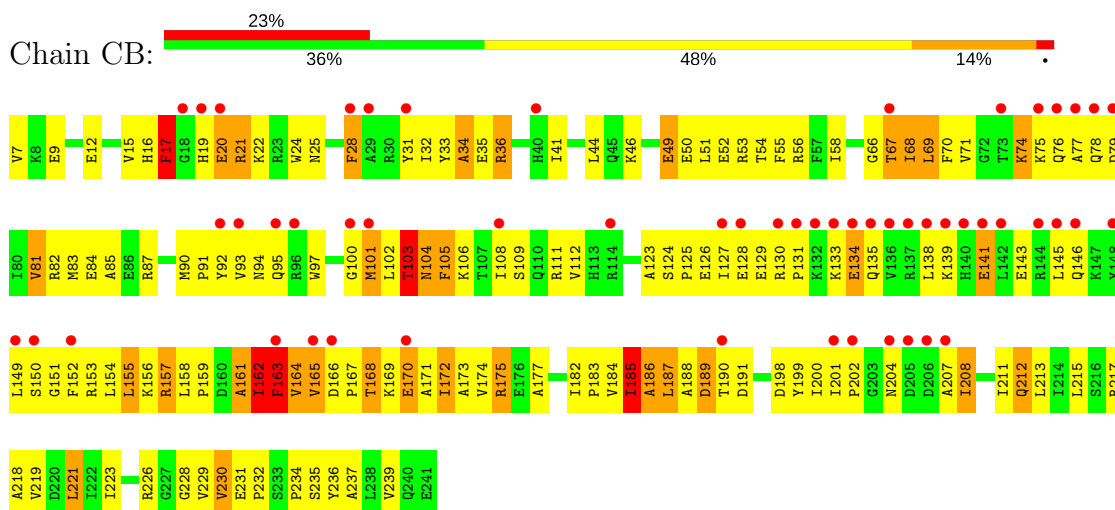 23%
Chain CB:
36% 48% 14% •
V7 K8 E9 E12 V15 H16 F17 G18 H19 E20 R21 K22 R23 W24 N25 F28 A29 R30 Y31 I32 Y33 A34 E35 R36 H40 I41 L44 Q45 K46 E49 E50 L51 E52 R53 T54 F55 R56 F57 I58 G66 T67 I68 L69 F70 V71 G72 T73 K74 K75 Q76 A77 Q78 D79
I80 V81 R82 M83 E84 A85 E86 R87 M90 P91 Y92 V93 N94 Q95 R96 W97 G100 M101 L102 T103 N104 F105 K106 T107 I108 S109 Q110 R111 V112 H113 R114 A123 S124 P125 E126 I127 E128 E129 R130 P131 K132 K133 E134 Q135 V136 R137 L138 K139 H140 E141 L142 E143 R144 L145 Q146 K147 Y148
L149 S150 G151 F152 R153 L154 L155 K156 R157 L158 P159 D160 A161 I162 F163 V164 V165 D166 P167 T168 K169 E170 A171 I172 A173 V174 R175 E176 A177 I182 P183 V184 I185 A186 L187 A188 D189 T190 D191 D198 Y199 I200 I201 P202 G203 N204 D205 D206 A207 I208 I211 Q212 L213 I214 L215 S216 R217
A218 V219 D220 L221 I222 I223 R226 G227 G228 V229 V230 E231 P232 S233 P234 S235 Y236 A237 L238 V239 Q240 E241